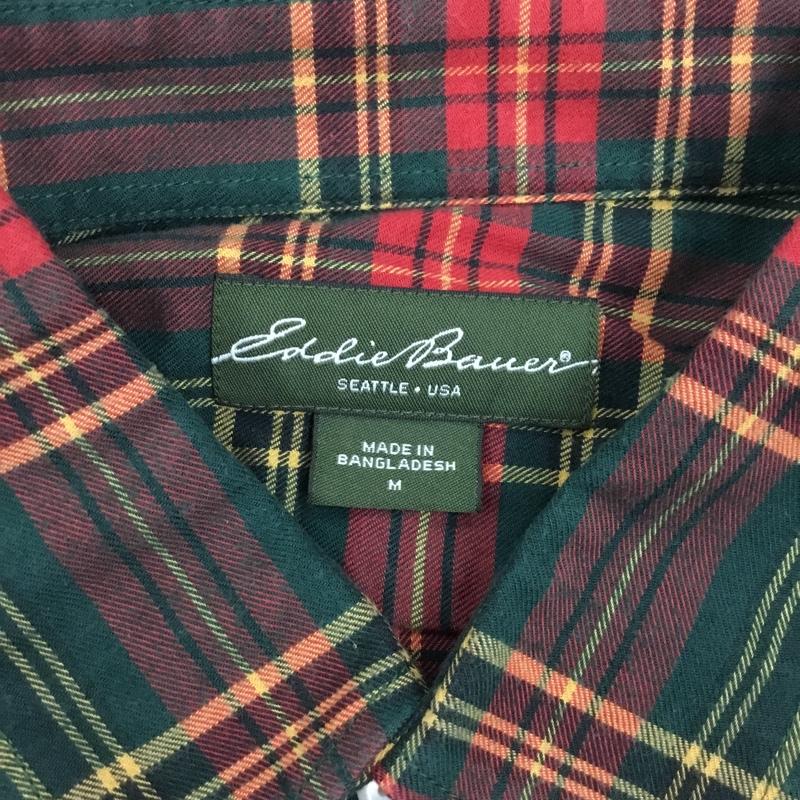 Eddie Bauer®
SEATTLE • USA
MADE IN
BANGLADESH
M